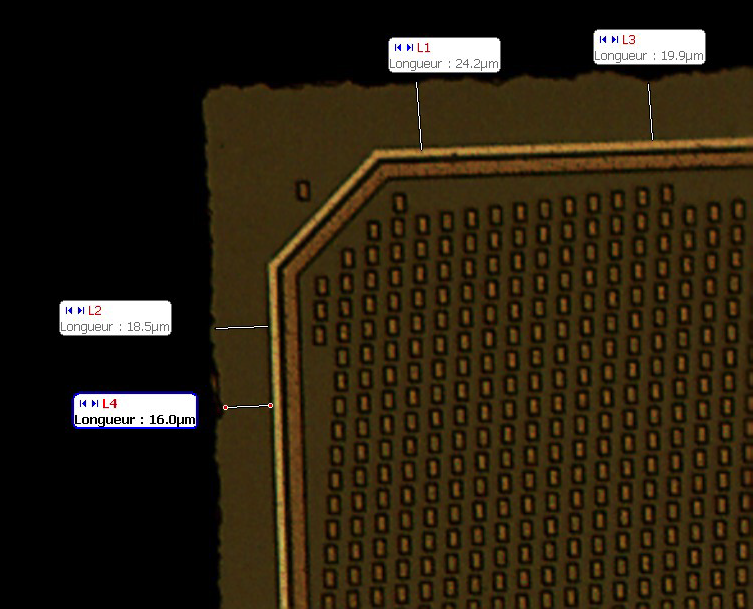 L1
Longueur : 24.2µm
L3
Longueur : 19.9µm
L2
Longueur : 18.5µm
L4
Longueur : 16.0µm